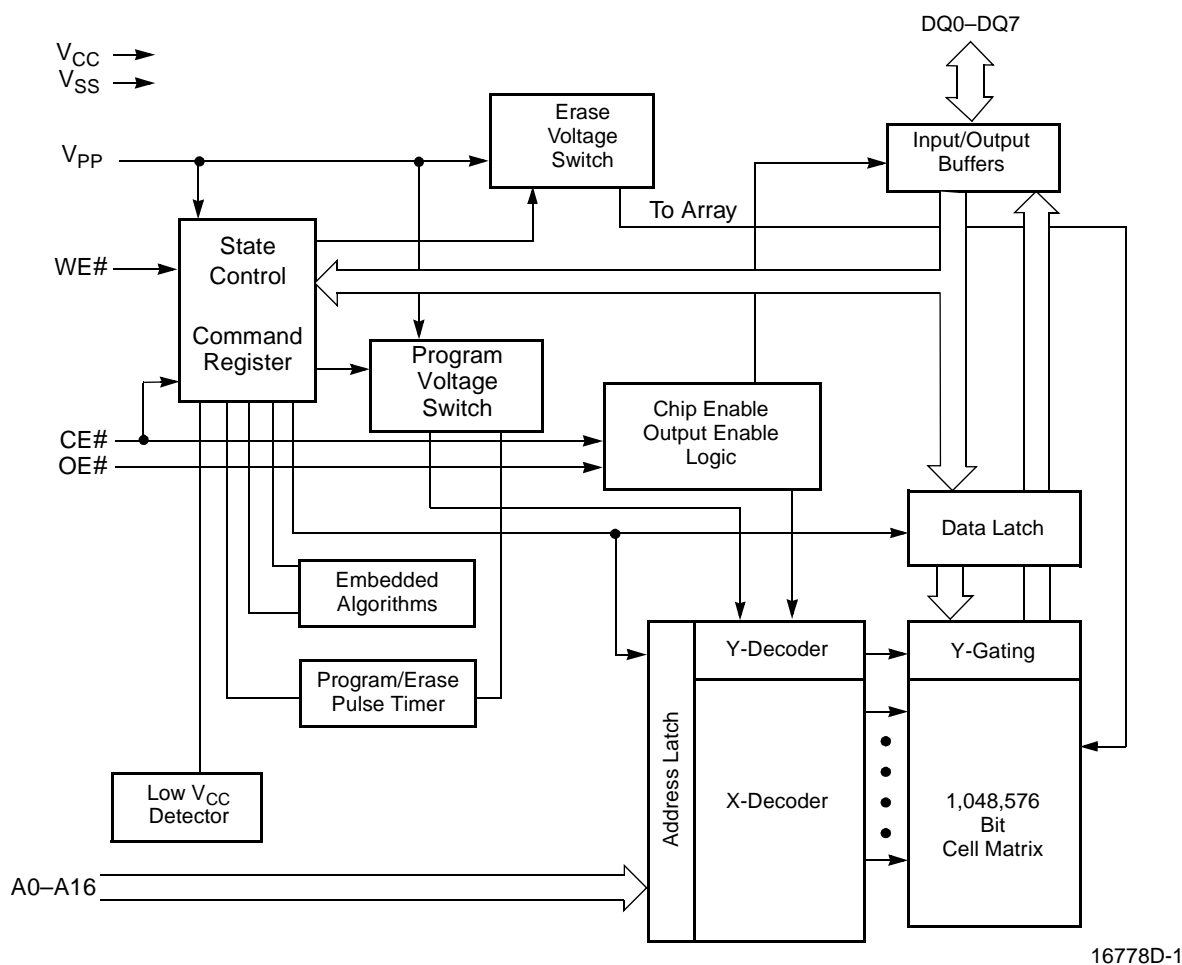 DQ0–DQ7
VCC
VSS
Erase
Voltage
Switch
Input/Output
Buffers
VPP
To Array
State
Control
Command
Register
WE#
Program
Voltage
Switch
Chip Enable
Output Enable
Logic
CE#
OE#
Data Latch
Embedded
Algorithms
Y-Decoder
Y-Gating
Program/Erase
Pulse Timer
Address Latch
Low VCC
Detector
X-Decoder
1,048,576
Bit
Cell Matrix
A0–A16
16778D-1